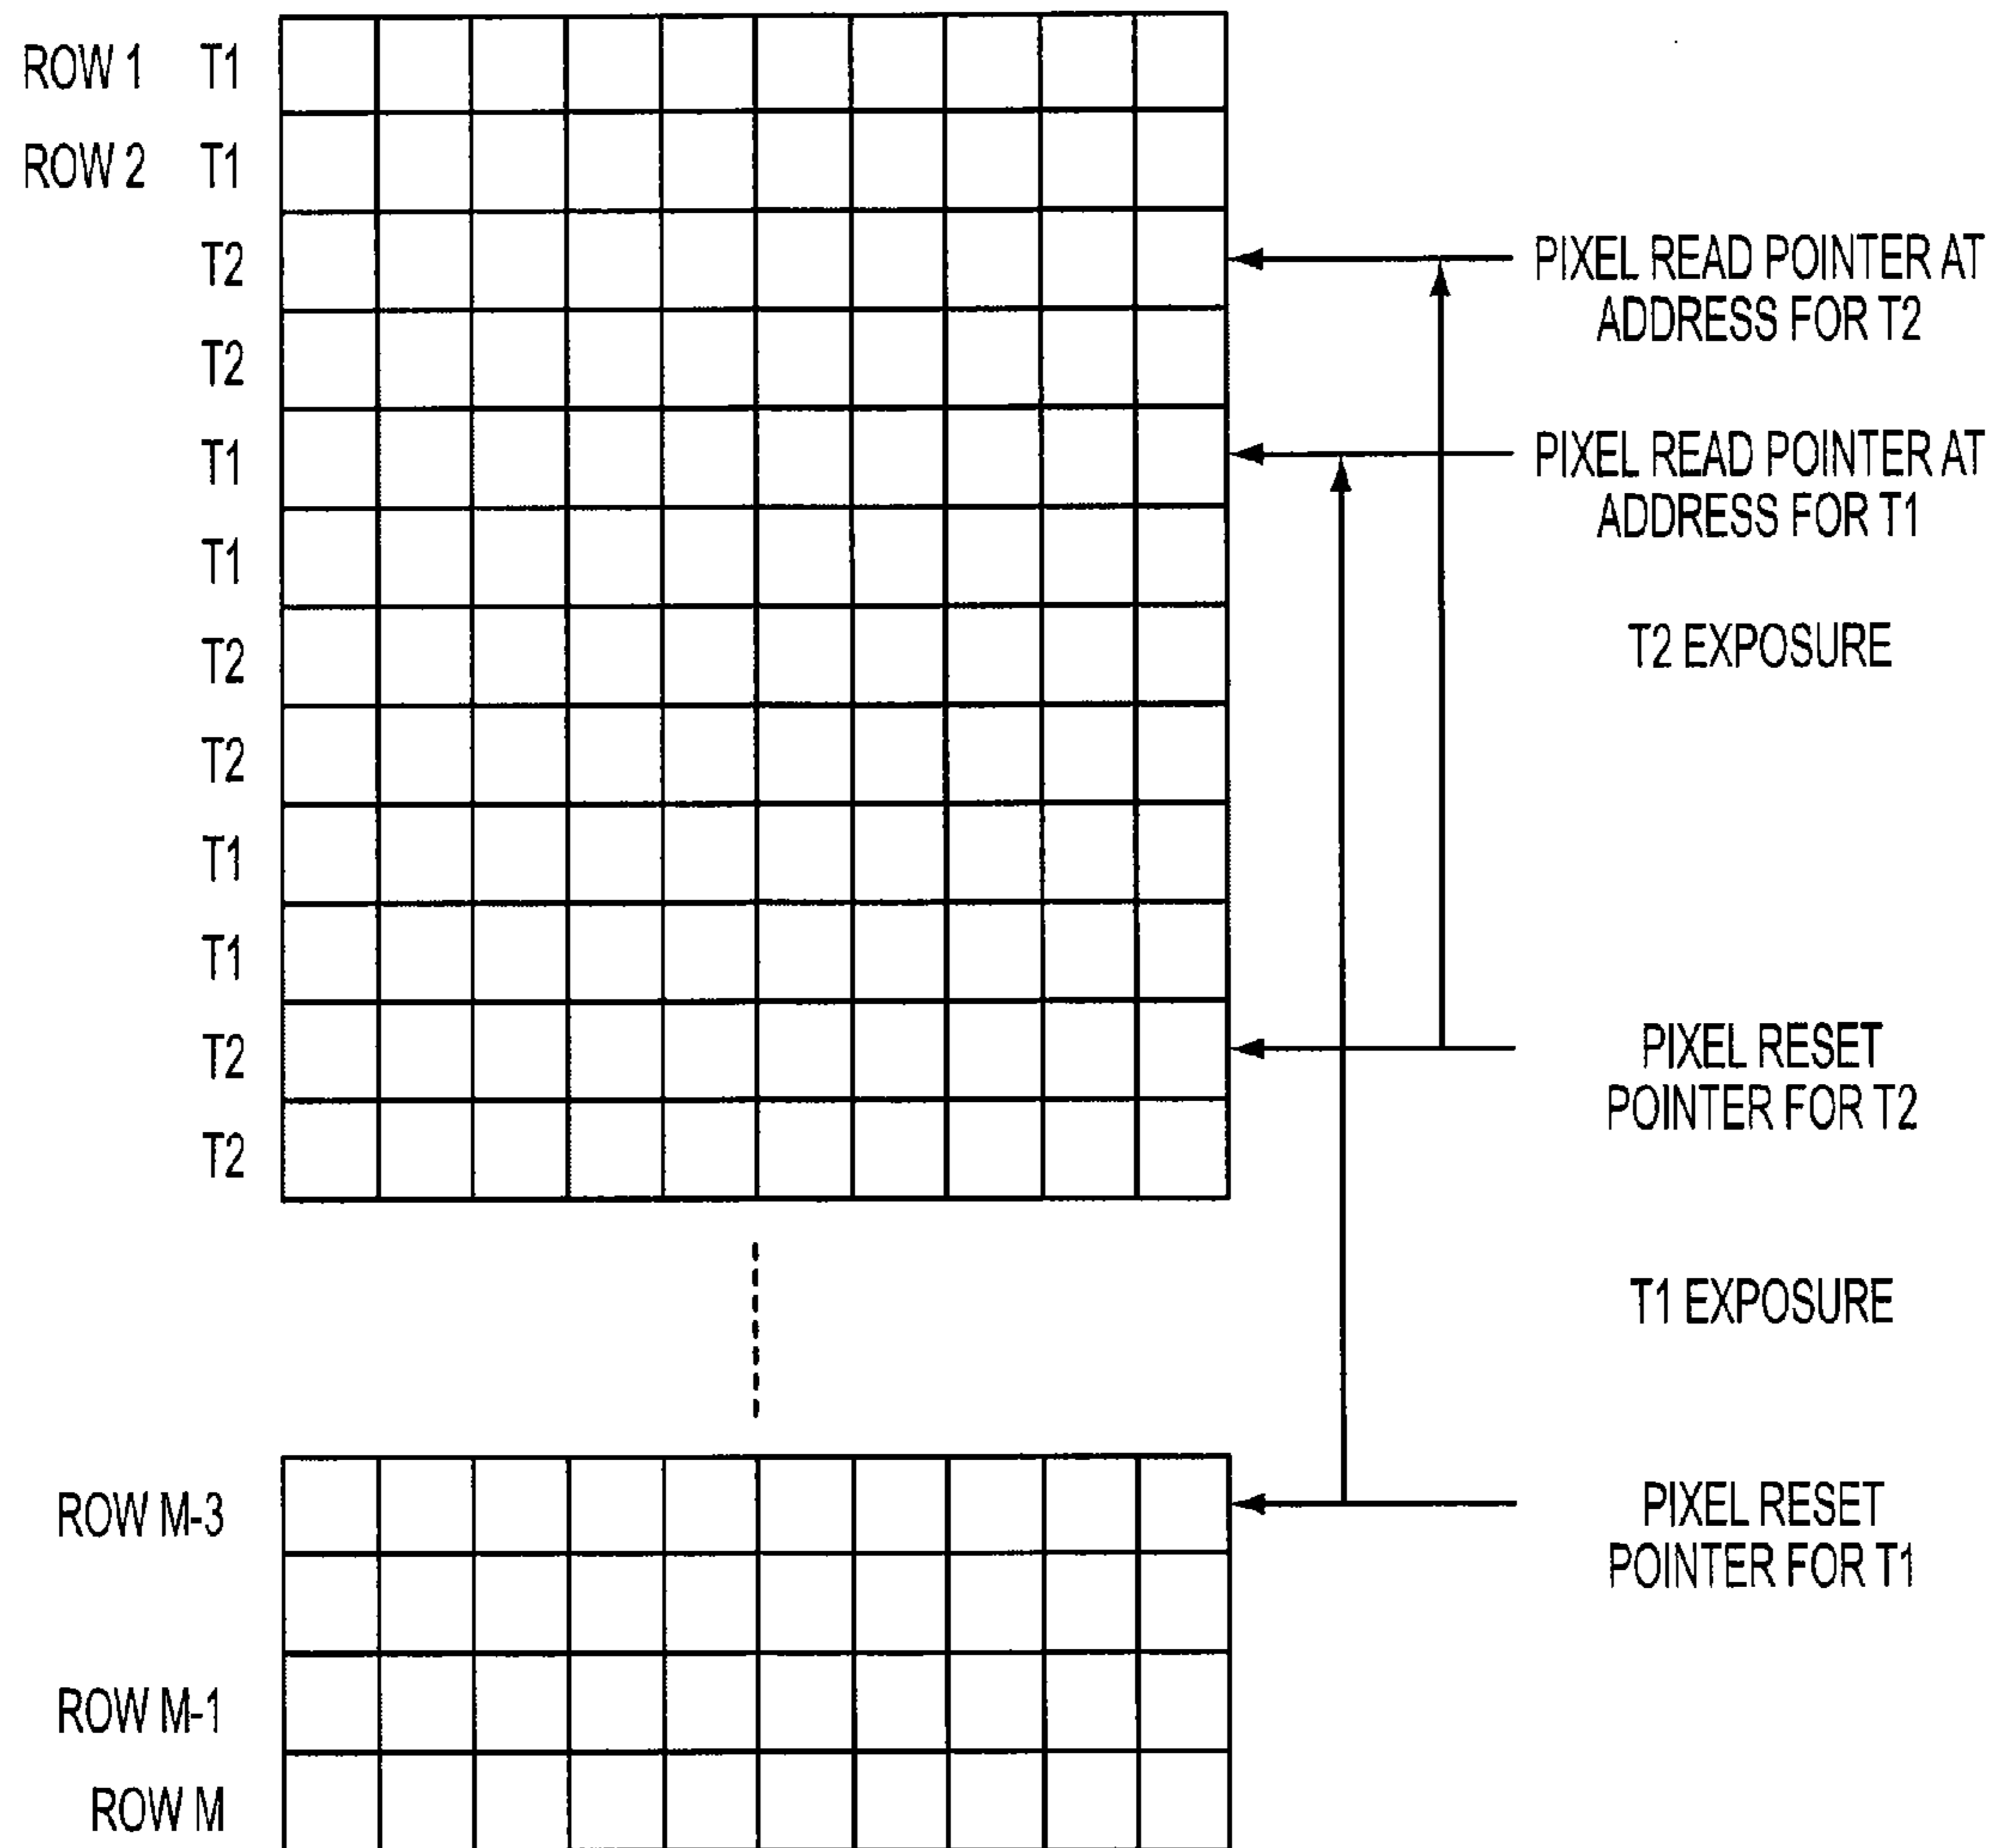 ROW 1 T1
ROW 2 T1
T2
PIXEL READ POINTER AT
ADDRESS FOR T2
T2
T1
PIXEL READ POINTER AT
ADDRESS FOR T1
T1
T2
T2 EXPOSURE
T2
T1
T1
T2
PIXEL RESET
POINTER FOR T2
T2
T1 EXPOSURE
ROW M-3
PIXEL RESET
POINTER FOR T1
ROW M-1
ROW M